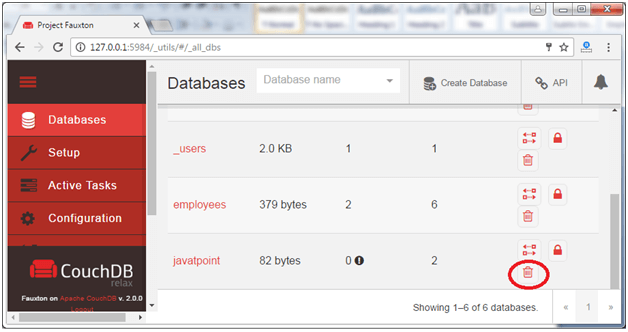 Project Fauxton
127.0.0.1:5984/_utils/#/_all_dbs
Databases
Database name
Create Database
API
Databases
Setup
Active Tasks
Configuration
_users 2.0 KB 1 1
employees 379 bytes 2 6
javatpoint 82 bytes 0 2
CouchDB
relax
Fauxton on Apache CouchDB v. 2.0.0
Logout
Showing 1–6 of 6 databases.
« 1 »